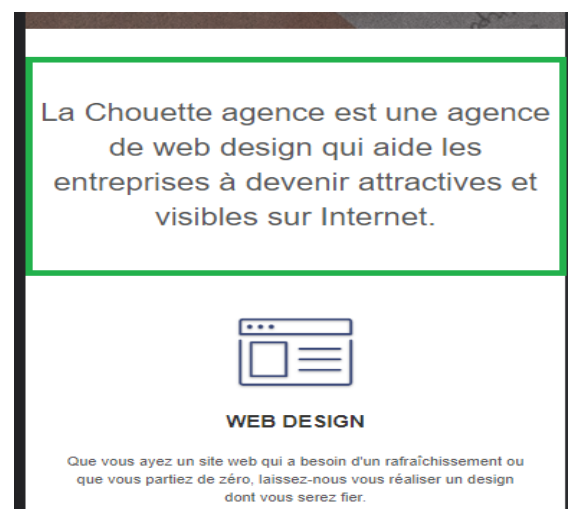 La Chouette agence est une agence
de web design qui aide les
entreprises à devenir attractives et
visibles sur Internet.
WEB DESIGN
Que vous ayez un site web qui a besoin d'un rafraîchissement ou
que vous partiez de zéro, laissez-nous vous réaliser un design
dont vous serez fier.